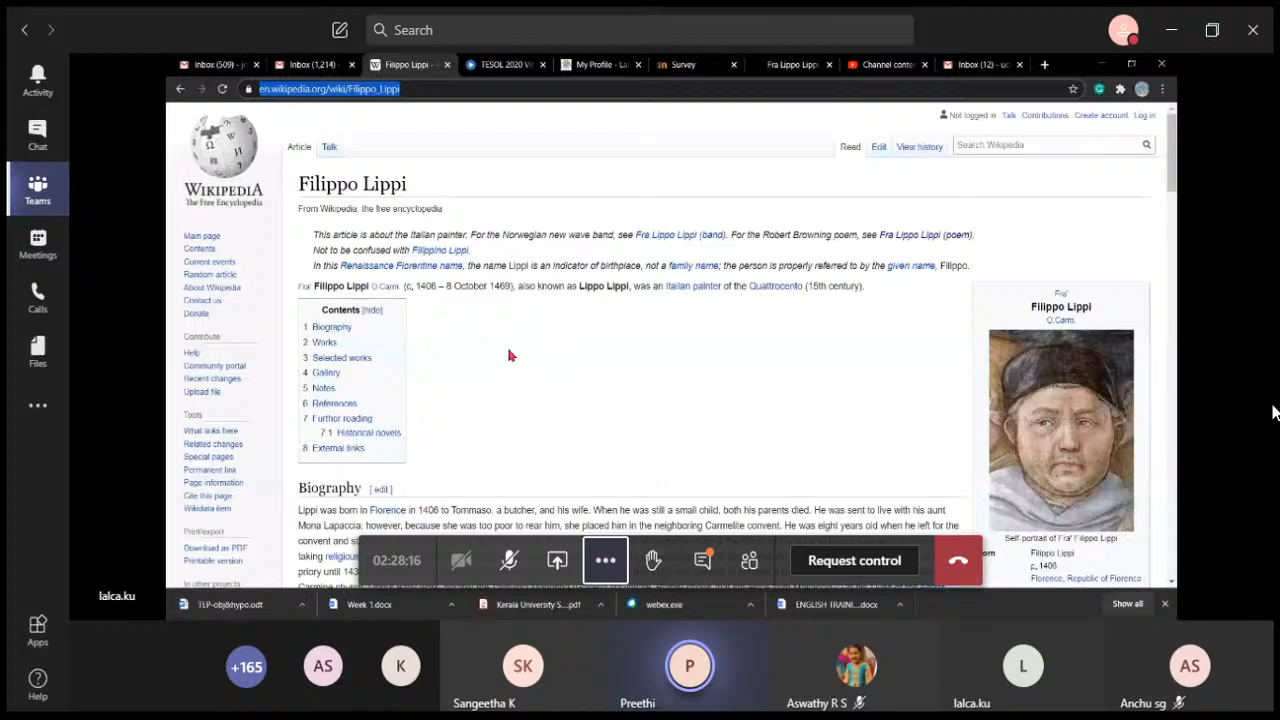 Search
Activity
Chat
Teams
Meetings
Calls
Files
Apps
Help
Inbox (509) - jo
Inbox (1,214) -
Filippo Lippi -
TESOL 2020 Vi
My Profile - La
Survey
Fra Lippo Lippi
Channel conte
Inbox (12) - uc
en.wikipedia.org/wiki/Filippo_Lippi
Not logged in Talk Contributions Create account Log in
Article Talk
Read Edit View history
Search Wikipedia
WIKIPEDIA
The Free Encyclopedia
Main page
Contents
Current events
Random article
About Wikipedia
Contact us
Donate
Contribute
Help
Community portal
Recent changes
Upload file
Tools
What links here
Related changes
Special pages
Permanent link
Page information
Cite this page
Wikidata item
Print/export
Download as PDF
Printable version
In other projects
Filippo Lippi
From Wikipedia, the free encyclopedia
This article is about the Italian painter. For the Norwegian new wave band, see Fra Lippo Lippi (band). For the Robert Browning poem, see Fra Lippo Lippi (poem).
Not to be confused with Filippino Lippi.
In this Renaissance Florentine name, the name Lippi is an indicator of birthplace, not a family name; the person is properly referred to by the given name, Filippo.
Fra' Filippo Lippi O.Carm. (c. 1406 – 8 October 1469), also known as Lippo Lippi, was an Italian painter of the Quattrocento (15th century).
Contents [hide]
1 Biography
2 Works
3 Selected works
4 Gallery
5 Notes
6 References
7 Further reading
7.1 Historical novels
8 External links
Fra'
Filippo Lippi
O.Carm.
Self-portrait of Fra' Filippo Lippi
Filippo Lippi
c. 1406
Florence, Republic of Florence
Biography [edit]
Lippi was born in Florence in 1406 to Tommaso, a butcher, and his wife. When he was still a small child, both his parents died. He was sent to live with his aunt
Mona Lapaccia; however, because she was too poor to rear him, she placed him in the neighboring Carmelite convent. He was eight years old when he left for the
convent and
taking religious
priory until 143
02:28:16
Request control
TEP-obj&hypo.odt
Week 1.docx
Kerala University S...pdf
webex.exe
ENGLISH TRAINI...docx
Show all
lalca.ku
+165
AS
K
SK
Sangeetha K
P
Preethi
Aswathy R S
L
lalca.ku
AS
Anchu sg